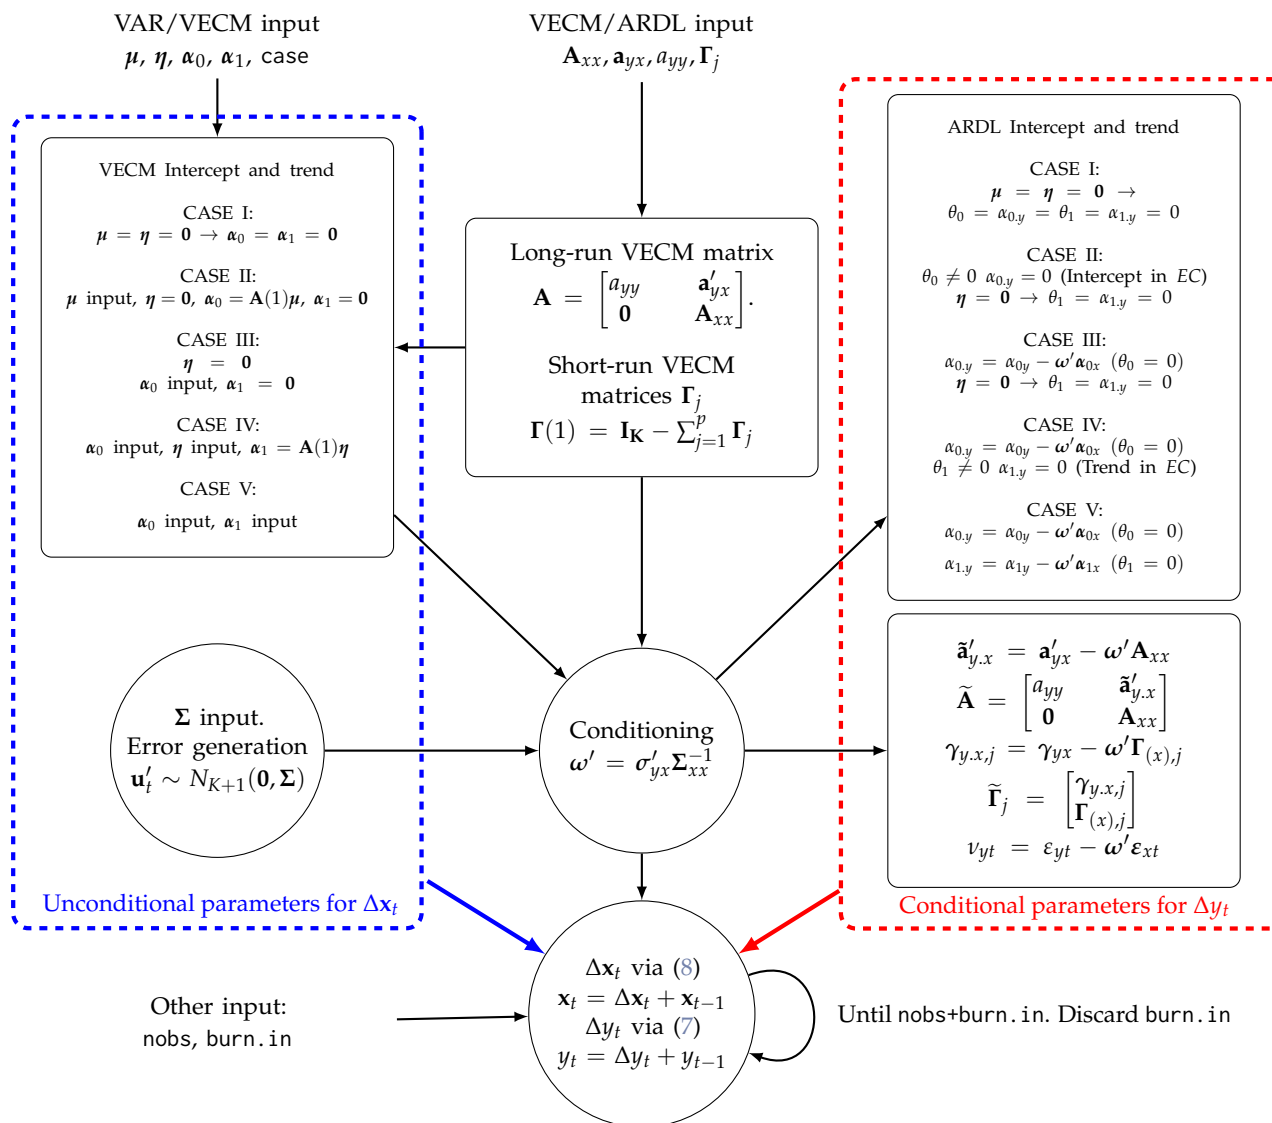 VAR/VECM input
μ, η, α₀, α₁, case
VECM/ARDL input
A_xx, a_yx, a_yy, Γ_j
VECM Intercept and trend
CASE I:
μ = η = 0 → α₀ = α₁ = 0
CASE II:
μ input, η = 0, α₀ = A(1)μ, α₁ = 0
CASE III:
η = 0
α₀ input, α₁ = 0
CASE IV:
α₀ input, η input, α₁ = A(1)η
CASE V:
α₀ input, α₁ input
Long-run VECM matrix
A = [a_yy a′_yx
0 A_xx].
Short-run VECM
matrices Γ_j
Γ(1) = I_K − ∑_{j=1}^p Γ_j
ARDL Intercept and trend
CASE I:
μ = η = 0 →
θ₀ = α_{0.y} = θ₁ = α_{1.y} = 0
CASE II:
θ₀ ≠ 0 α_{0.y} = 0 (Intercept in EC)
η = 0 → θ₁ = α_{1.y} = 0
CASE III:
α_{0.y} = α_{0y} − ω′α_{0x} (θ₀ = 0)
η = 0 → θ₁ = α_{1.y} = 0
CASE IV:
α_{0.y} = α_{0y} − ω′α_{0x} (θ₀ = 0)
θ₁ ≠ 0 α_{1.y} = 0 (Trend in EC)
CASE V:
α_{0.y} = α_{0y} − ω′α_{0x} (θ₀ = 0)
α_{1.y} = α_{1y} − ω′α_{1x} (θ₁ = 0)
Σ input.
Error generation
u′_t ∼ N_{K+1}(0, Σ)
Conditioning
ω′ = σ′_yx Σ_xx^{−1}
ã′_{y.x} = a′_yx − ω′A_xx
Ã = [a_yy ã′_{y.x}
0 A_xx]
γ_{y.x,j} = γ_yx − ω′Γ_{(x),j}
Γ̃_j = [γ_{y.x,j}
Γ_{(x),j}]
ν_yt = ε_yt − ω′ε_xt
Unconditional parameters for Δx_t
Conditional parameters for Δy_t
Other input:
nobs, burn.in
Δx_t via (8)
x_t = Δx_t + x_{t−1}
Δy_t via (7)
y_t = Δy_t + y_{t−1}
Until nobs+burn.in. Discard burn.in